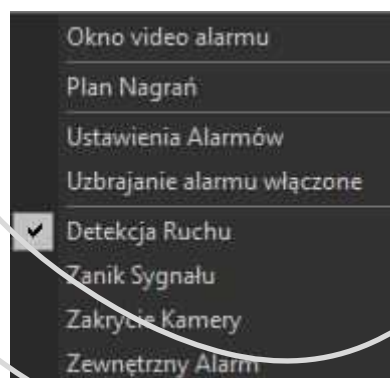 Okno video alarmu
Plan Nagrań
Ustawienia Alarmów
Uzbrajanie alarmu włączone
Detekcja Ruchu
Zanik Sygnału
Zakrycie Kamery
Zewnętrzny Alarm